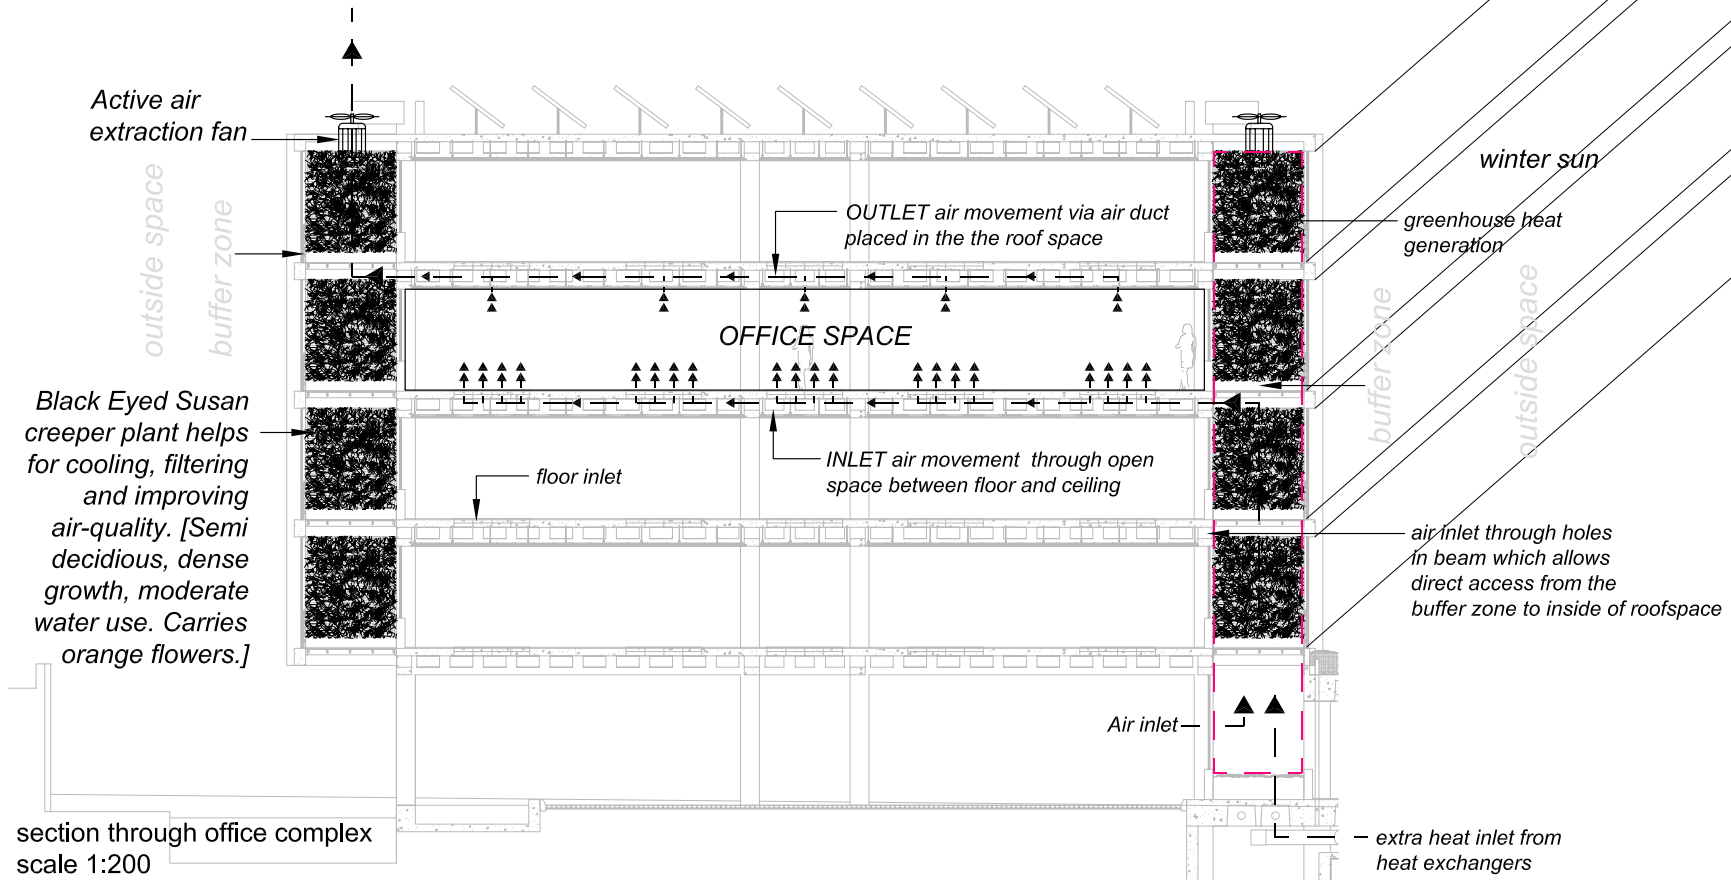 Active air
extraction fan
outside space
buffer zone
Black Eyed Susan
creeper plant helps
for cooling, filtering
and improving
air-quality. [Semi
decidious, dense
growth, moderate
water use. Carries
orange flowers.]
OUTLET air movement via air duct
placed in the the roof space
OFFICE SPACE
INLET air movement through open
space between floor and ceiling
floor inlet
winter sun
greenhouse heat
generation
buffer zone
outside space
air inlet through holes
in beam which allows
direct access from the
buffer zone to inside of roofspace
Air inlet
extra heat inlet from
heat exchangers
section through office complex
scale 1:200